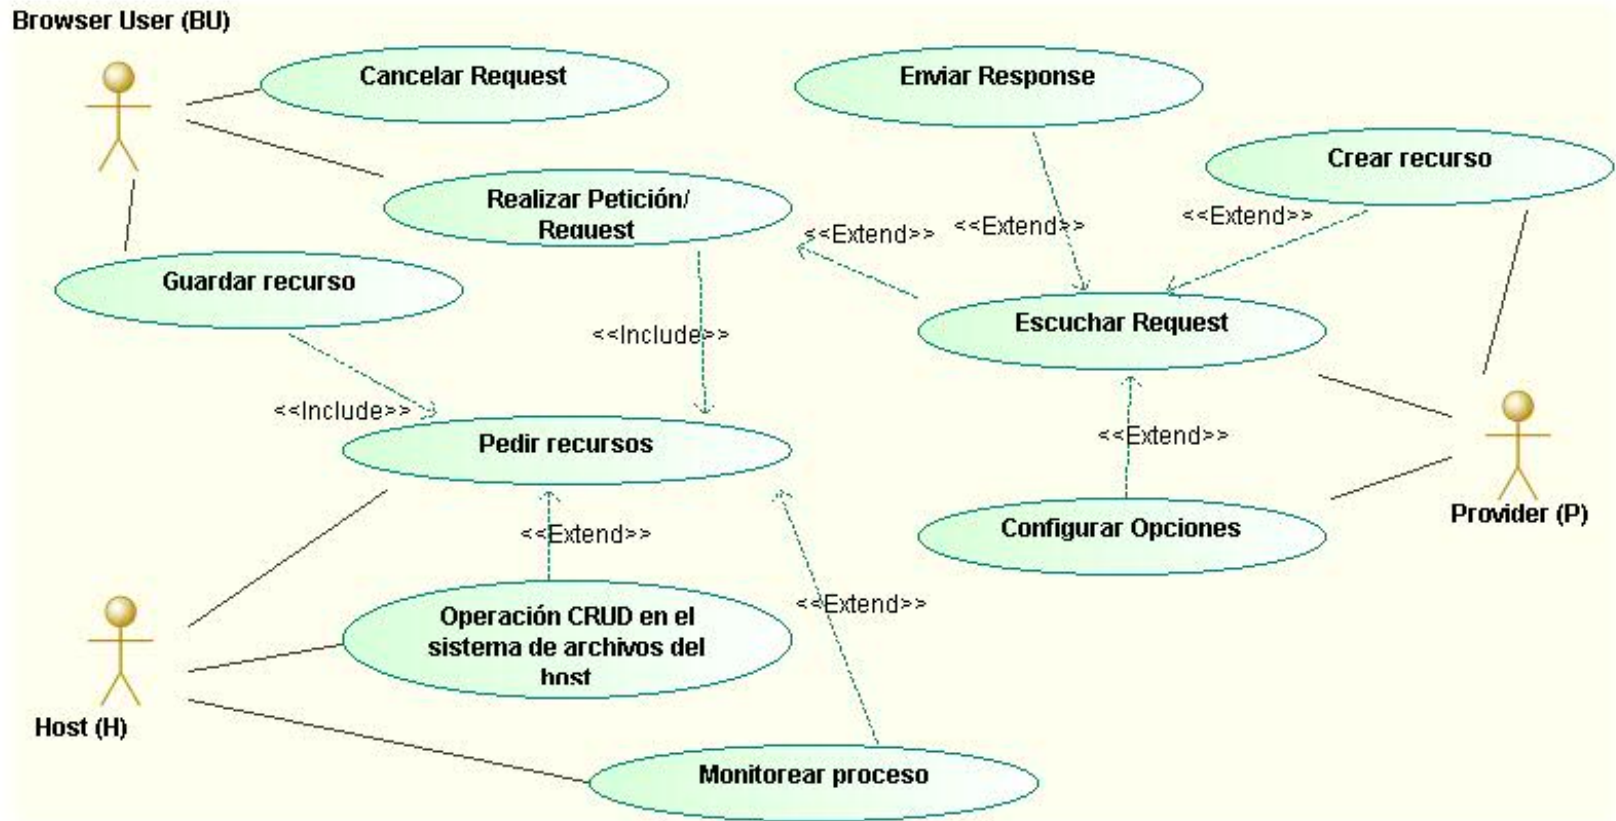 Browser User (BU)
Cancelar Request
Enviar Response
Crear recurso
Realizar Petición/
Request
<<Extend>>
<<Extend>>
<<Extend>>
Guardar recurso
Escuchar Request
<<Include>>
<<Include>>
Pedir recursos
<<Extend>>
Provider (P)
Configurar Opciones
<<Extend>>
Operación CRUD en el
sistema de archivos del
host
<<Extend>>
Host (H)
Monitorear proceso